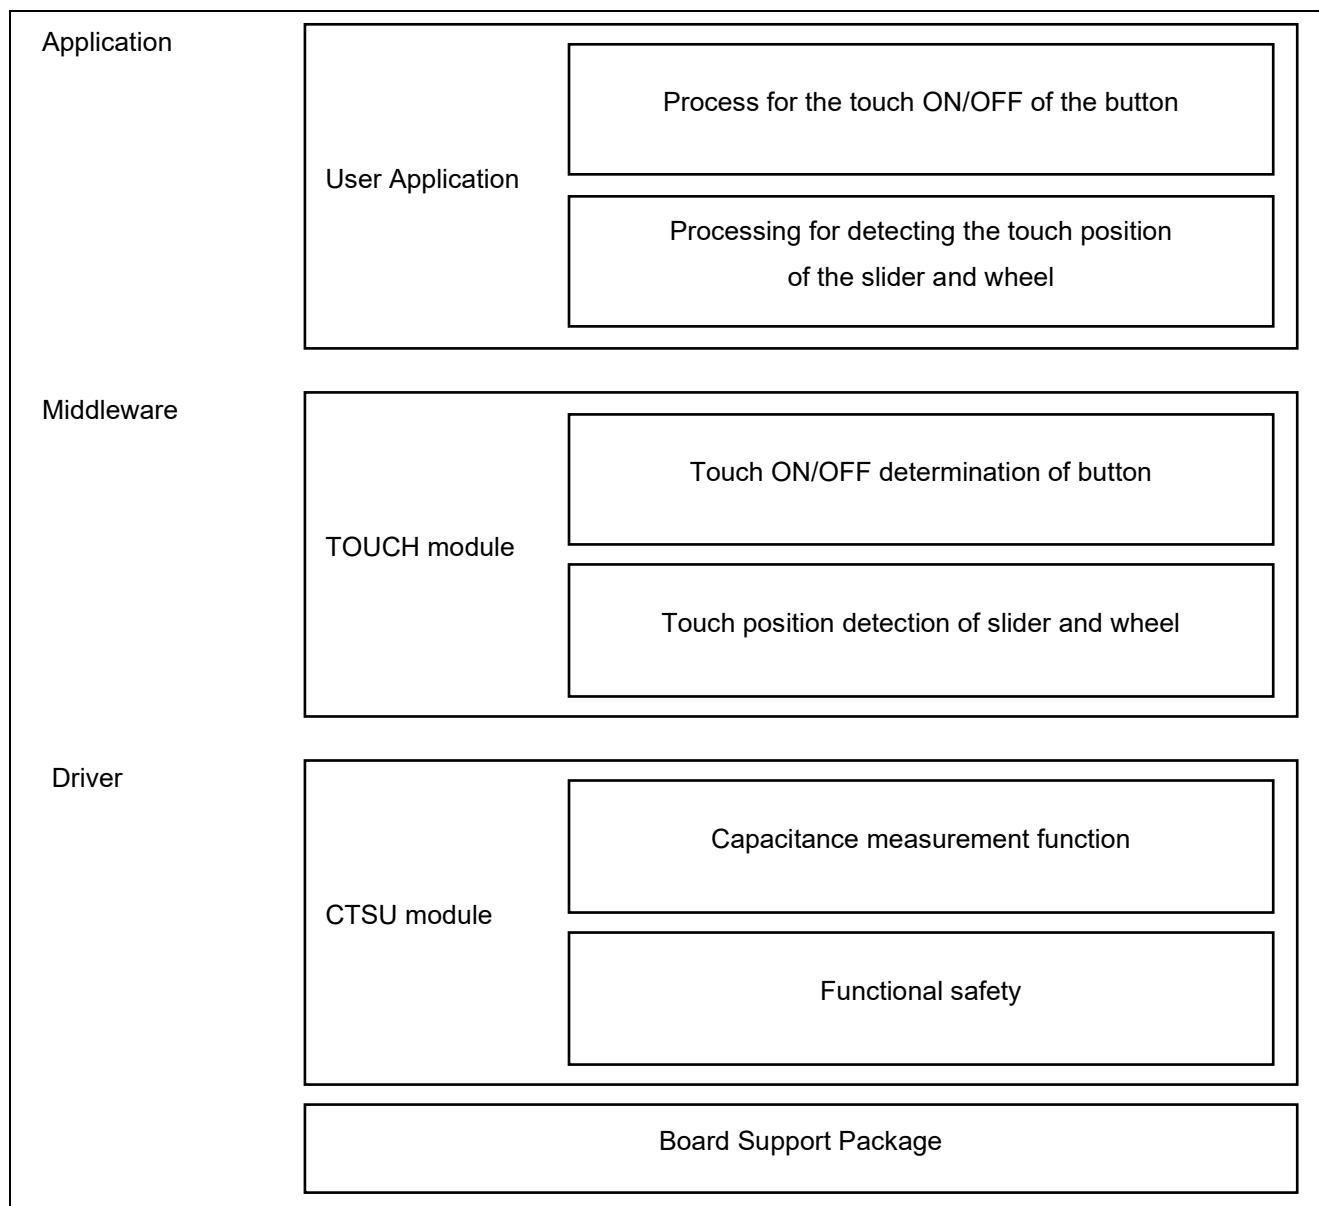 Application
User Application
Process for the touch ON/OFF of the button
Processing for detecting the touch position
of the slider and wheel
Middleware
TOUCH module
Touch ON/OFF determination of button
Touch position detection of slider and wheel
Driver
CTSU module
Capacitance measurement function
Functional safety
Board Support Package